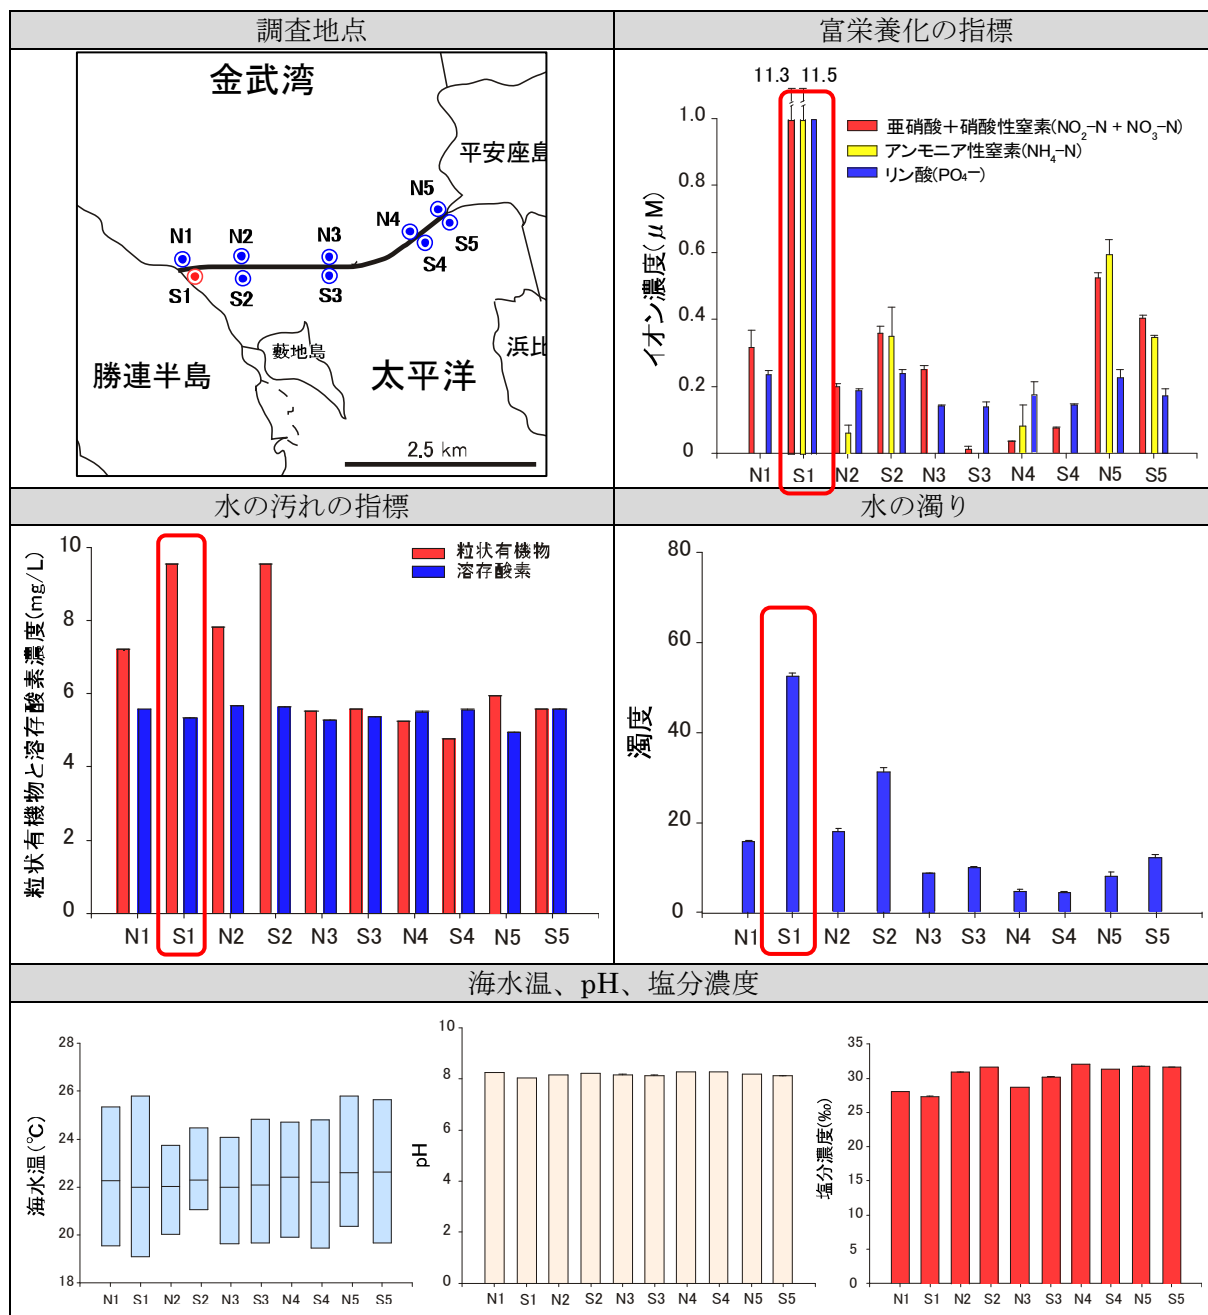 調査地点
金武湾
平安座島
N5
N4
S5
S4
N1
N2
N3
S1
S2
S3
藪地島
浜比
勝連半島
太平洋
2.5 km
富栄養化の指標
11.3 11.5
亜硝酸＋硝酸性窒素(NO₂-N + NO₃-N)
アンモニア性窒素(NH₄-N)
リン酸(PO₄ー)
イオン濃度(μM)
1.0
0.8
0.6
0.4
0.2
0
N1 S1 N2 S2 N3 S3 N4 S4 N5 S5
水の汚れの指標
粒状有機物
溶存酸素
粒状有機物と溶存酸素濃度(mg/L)
10
8
6
4
2
0
N1 S1 N2 S2 N3 S3 N4 S4 N5 S5
水の濁り
濁度
80
60
40
20
0
N1 S1 N2 S2 N3 S3 N4 S4 N5 S5
海水温、pH、塩分濃度
海水温(℃)
28
26
24
22
20
18
N1 S1 N2 S2 N3 S3 N4 S4 N5 S5
pH
10
8
6
4
2
0
N1 S1 N2 S2 N3 S3 N4 S4 N5 S5
塩分濃度(‰)
35
30
25
20
15
10
5
0
N1 S1 N2 S2 N3 S3 N4 S4 N5 S5